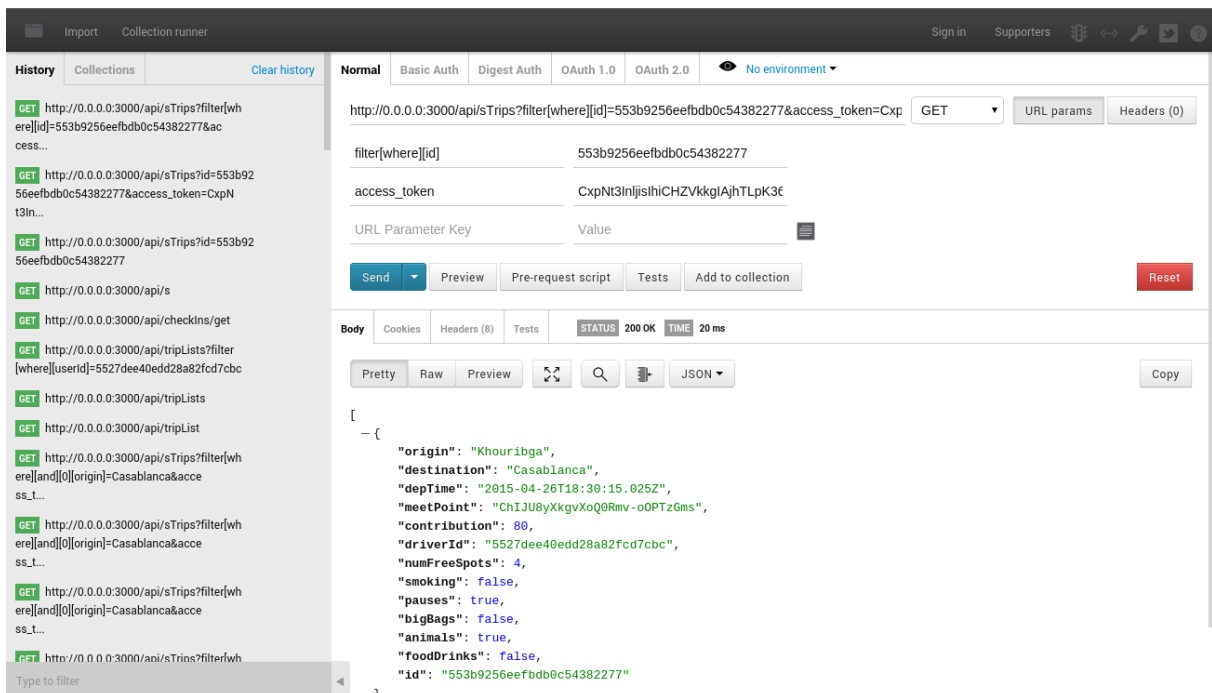 Import Collection runner Sign in Supporters
History Collections Clear history
GET http://0.0.0.0:3000/api/sTrips?filter[wh
ere][id]=553b9256eefbdb0c54382277&ac
cess...
GET http://0.0.0.0:3000/api/sTrips?id=553b92
56eefbdb0c54382277&access_token=CxpN
t3In...
GET http://0.0.0.0:3000/api/sTrips?id=553b92
56eefbdb0c54382277
GET http://0.0.0.0:3000/api/s
GET http://0.0.0.0:3000/api/checkIns/get
GET http://0.0.0.0:3000/api/tripLists?filter
[where][userId]=5527dee40edd28a82fcd7cbc
GET http://0.0.0.0:3000/api/tripLists
GET http://0.0.0.0:3000/api/tripList
GET http://0.0.0.0:3000/api/sTrips?filter[wh
ere][and][0][origin]=Casablanca&acce
ss_t...
GET http://0.0.0.0:3000/api/sTrips?filter[wh
ere][and][0][origin]=Casablanca&acce
ss_t...
GET http://0.0.0.0:3000/api/sTrips?filter[wh
ere][and][0][origin]=Casablanca&acce
ss_t...
GET http://0.0.0.0:3000/api/sTrips?filter[wh
Type to filter
Normal Basic Auth Digest Auth OAuth 1.0 OAuth 2.0 No environment
http://0.0.0.0:3000/api/sTrips?filter[where][id]=553b9256eefbdb0c54382277&access_token=Cxp GET URL params Headers (0)
filter[where][id] 553b9256eefbdb0c54382277
access_token CxpNt3InljisIhiCHZVkkgIAjhTLpK36
URL Parameter Key Value
Send Preview Pre-request script Tests Add to collection Reset
Body Cookies Headers (8) Tests STATUS 200 OK TIME 20 ms
Pretty Raw Preview JSON Copy
[
{
"origin": "Khouribga",
"destination": "Casablanca",
"depTime": "2015-04-26T18:30:15.025Z",
"meetPoint": "ChIJU8yXkgvXoQ0Rmv-oOPTzGms",
"contribution": 80,
"driverId": "5527dee40edd28a82fcd7cbc",
"numFreeSpots": 4,
"smoking": false,
"pauses": true,
"bigBags": false,
"animals": true,
"foodDrinks": false,
"id": "553b9256eefbdb0c54382277"
}